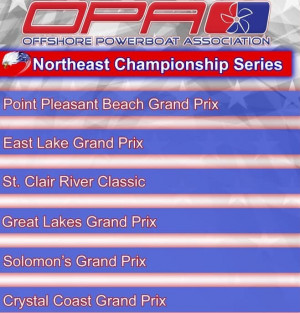 OPA
OFFSHORE POWERBOAT ASSOCIATION
Northeast Championship Series
Point Pleasant Beach Grand Prix
East Lake Grand Prix
St. Clair River Classic
Great Lakes Grand Prix
Solomon's Grand Prix
Crystal Coast Grand Prix